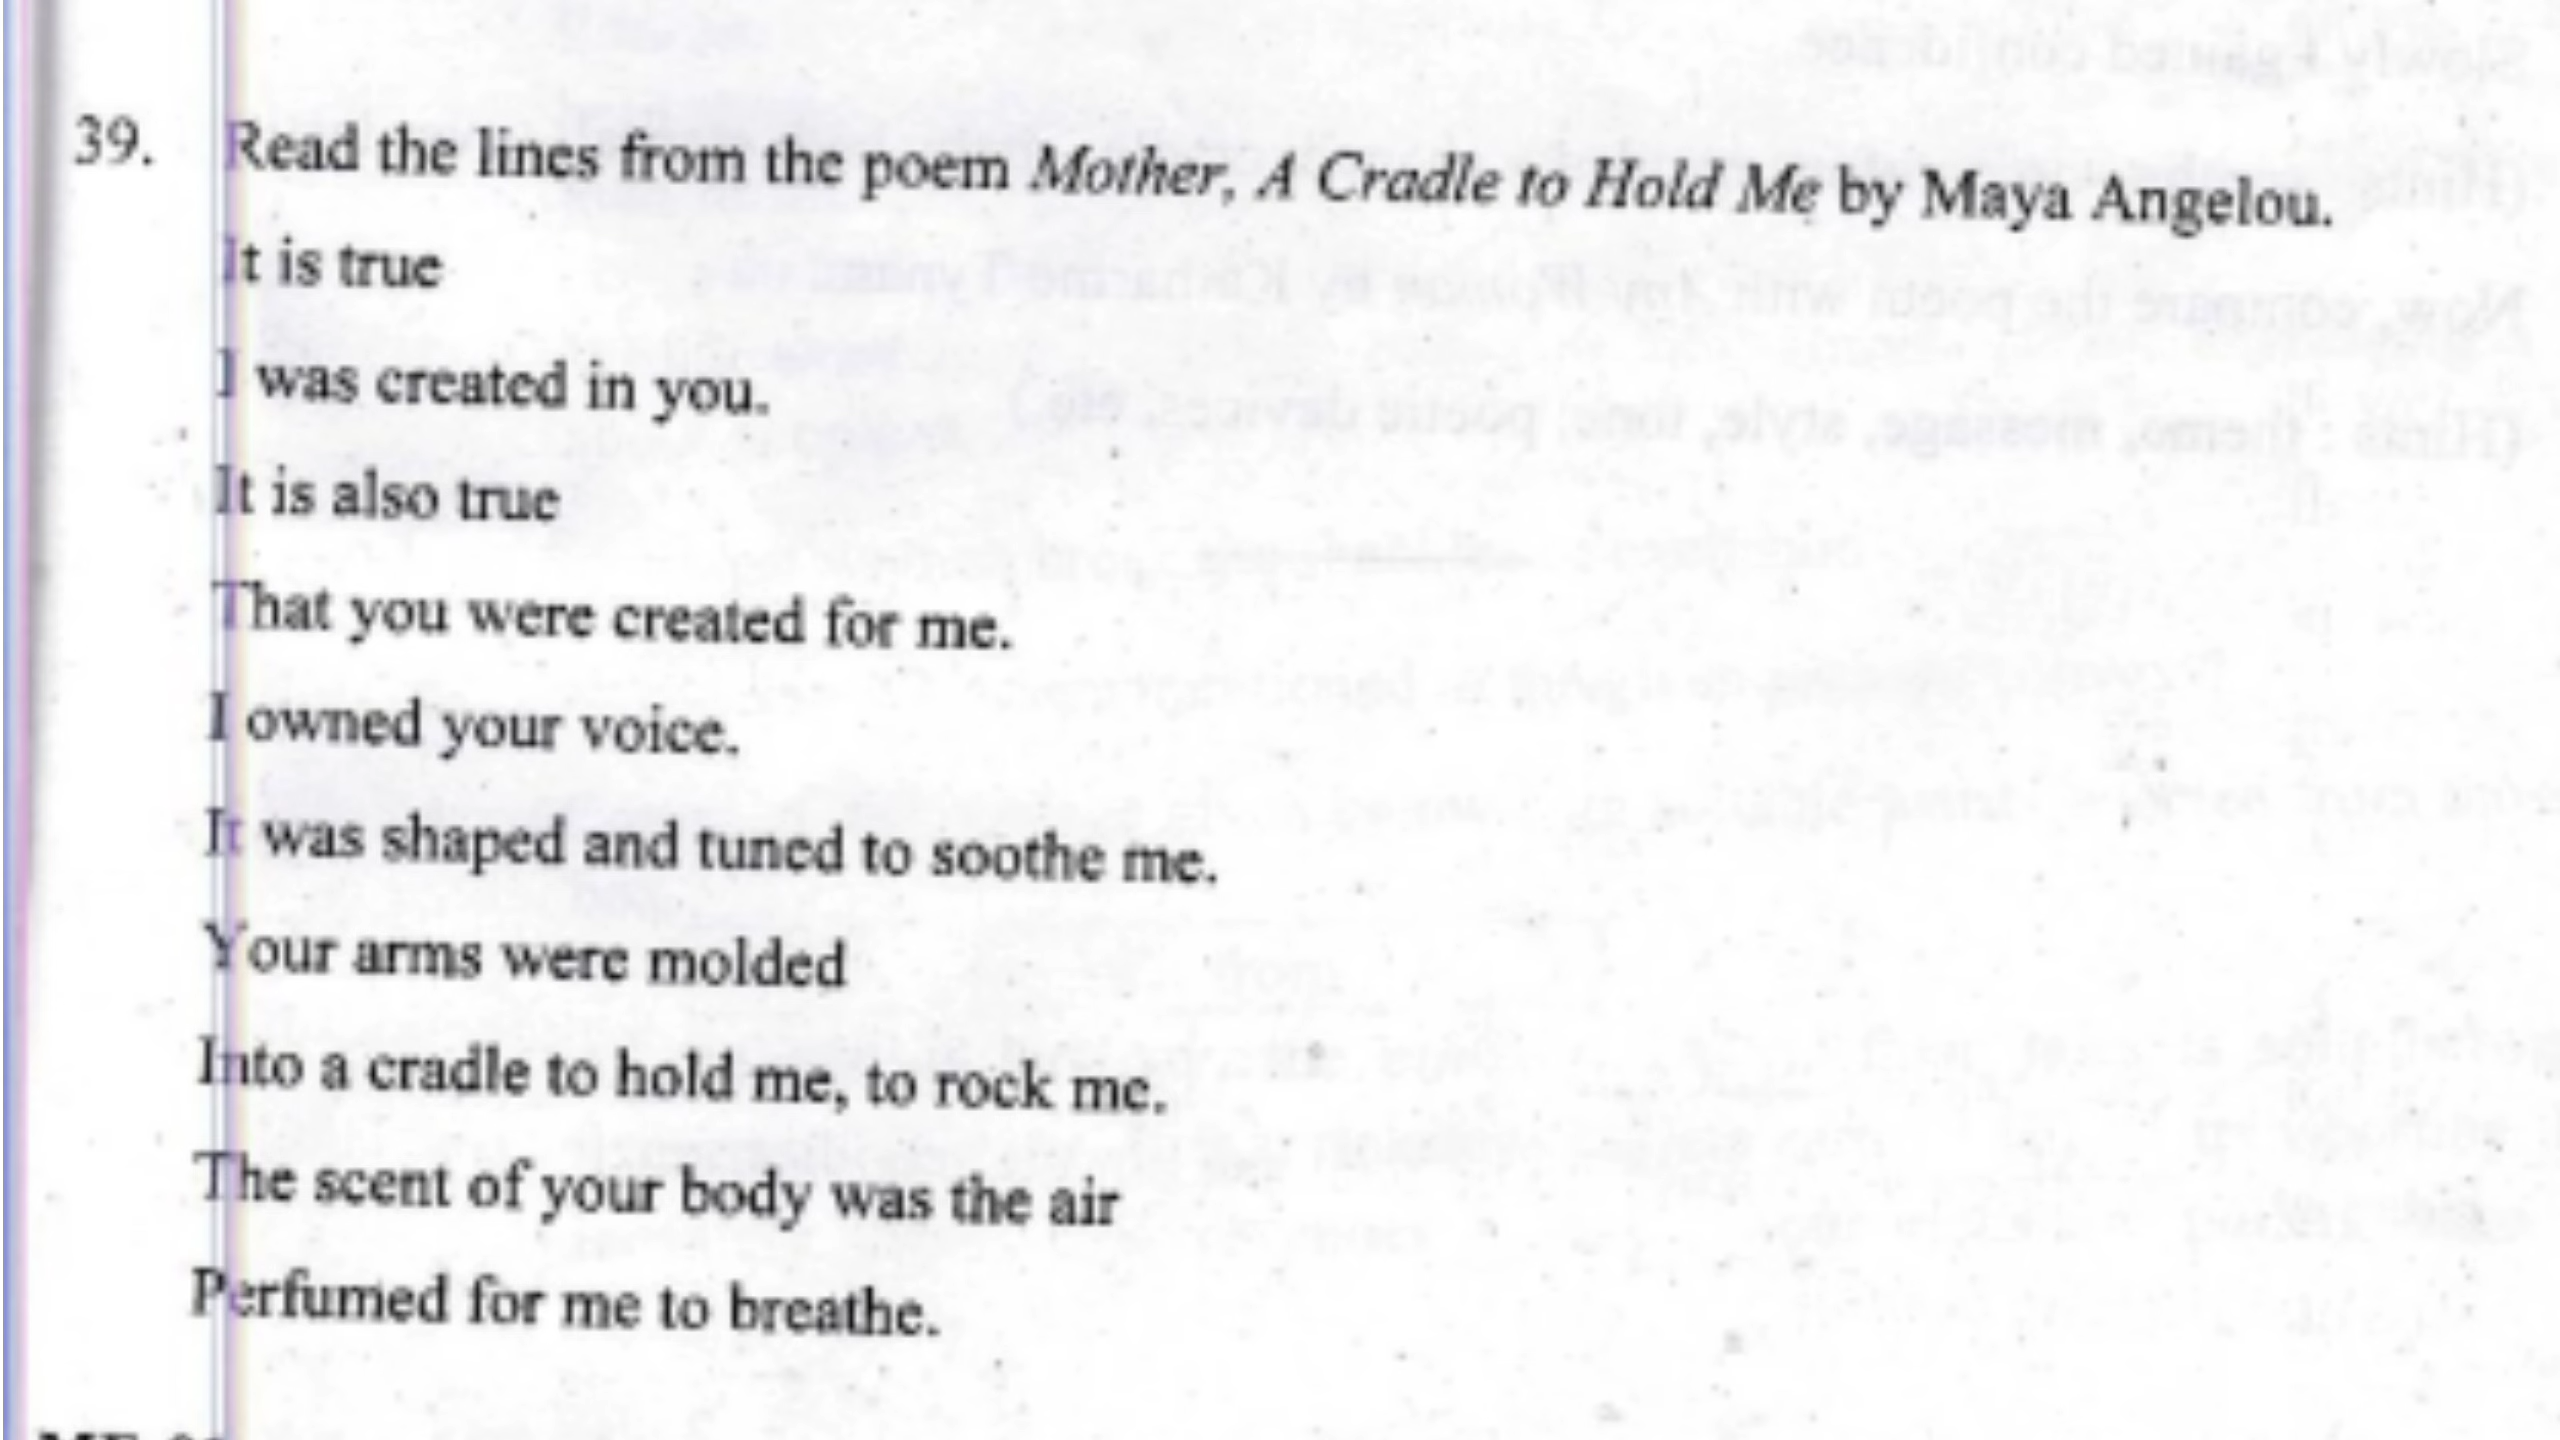 39. Read the lines from the poem Mother, A Cradle to Hold Me by Maya Angelou.
It is true
I was created in you.
It is also true
That you were created for me.
I owned your voice.
It was shaped and tuned to soothe me.
Your arms were molded
Into a cradle to hold me, to rock me.
The scent of your body was the air
Perfumed for me to breathe.